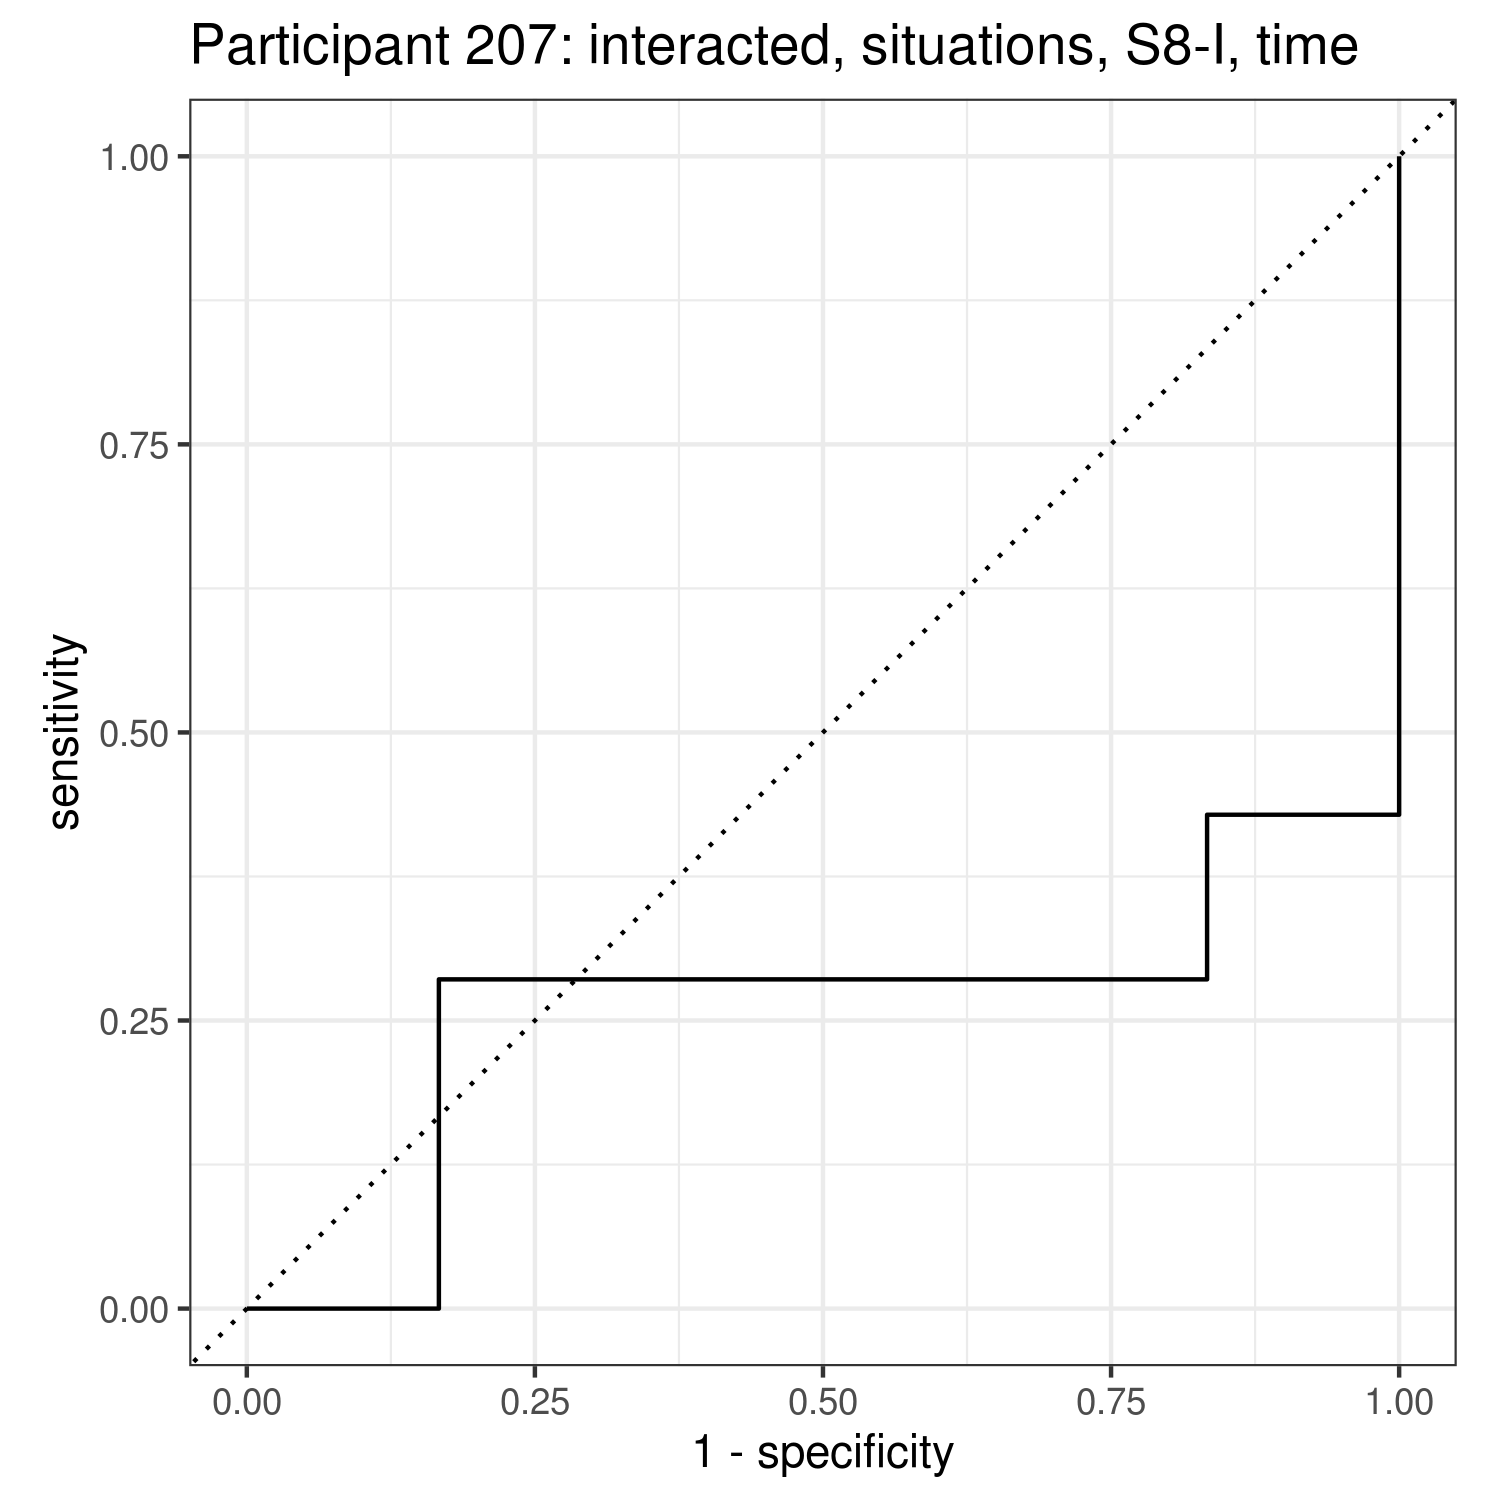 Participant 207: interacted, situations, S8-I, time
1.00
0.75
0.50
0.25
0.00
sensitivity
0.00 0.25 0.50 0.75 1.00
1 - specificity